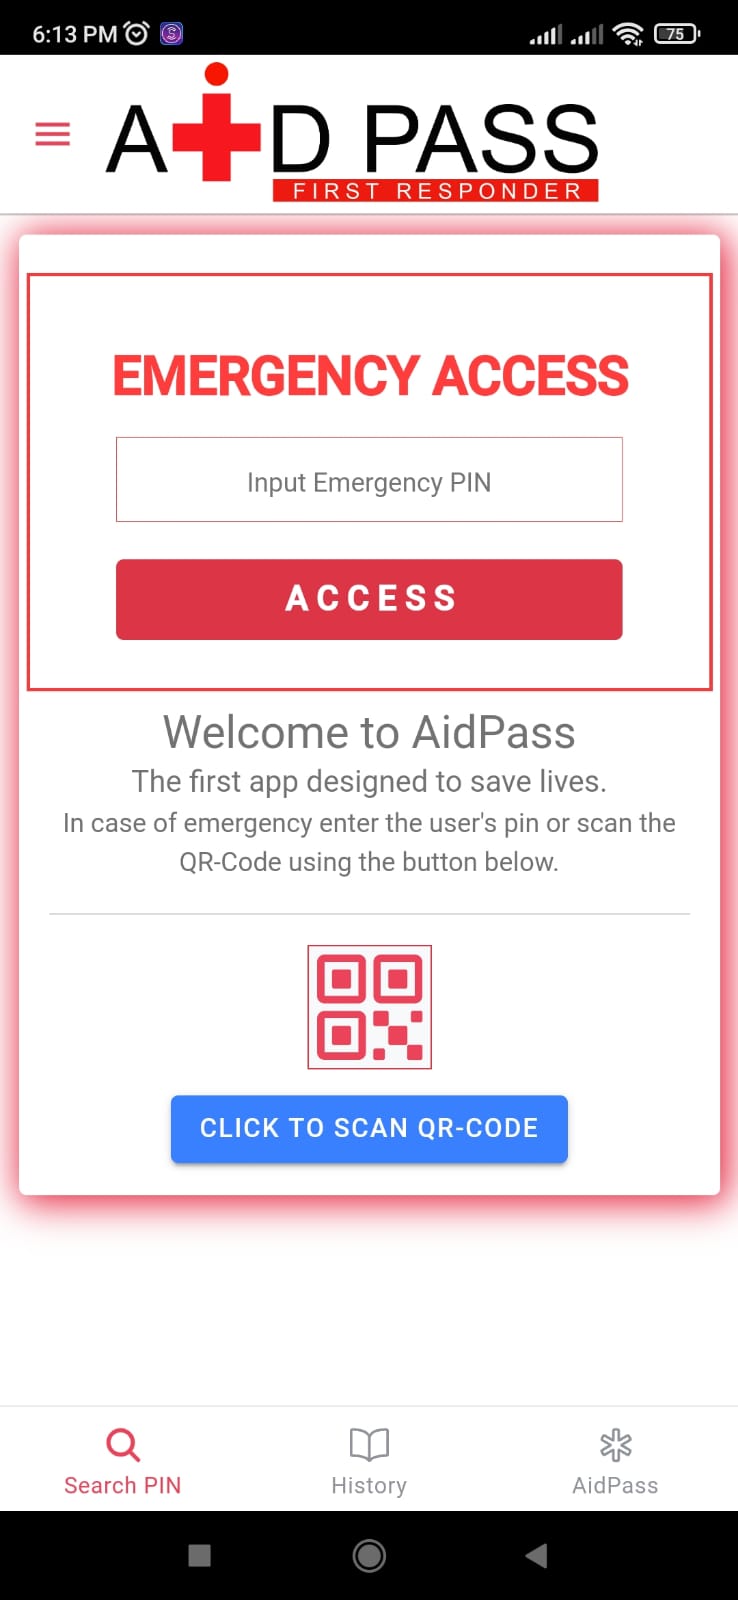 6:13 PM
75
AiD PASS
FIRST RESPONDER
EMERGENCY ACCESS
Input Emergency PIN
ACCESS
Welcome to AidPass
The first app designed to save lives.
In case of emergency enter the user's pin or scan the
QR-Code using the button below.
CLICK TO SCAN QR-CODE
Search PIN
History
AidPass